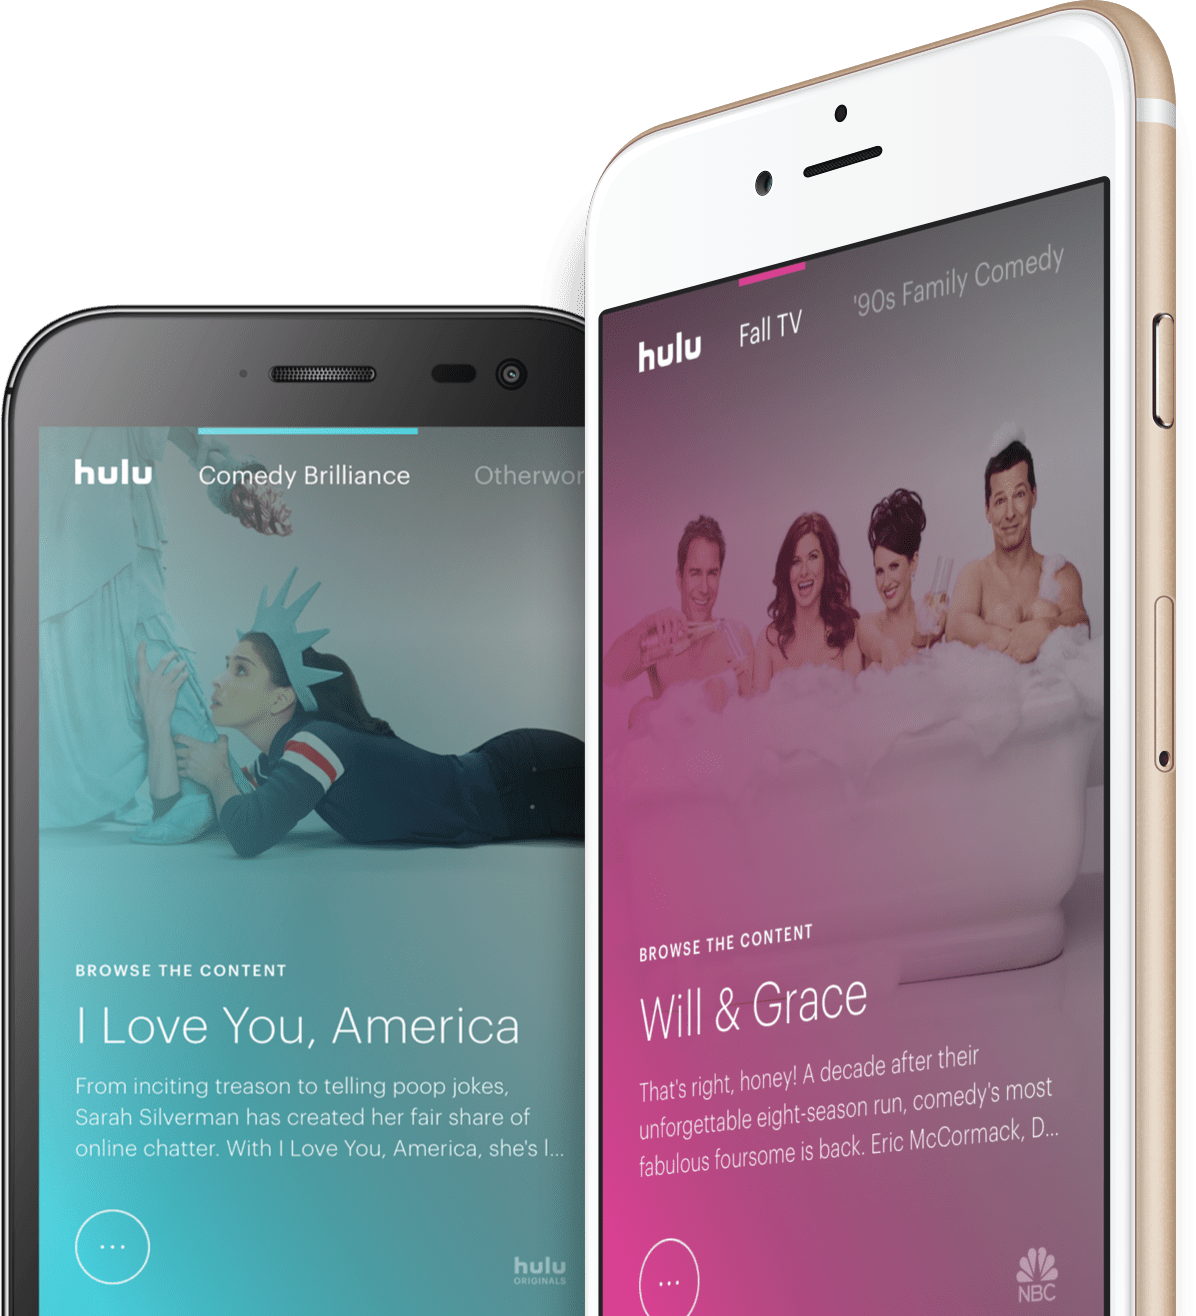 hulu
Comedy Brilliance
Otherwor
BROWSE THE CONTENT
I Love You, America
From inciting treason to telling poop jokes,
Sarah Silverman has created her fair share of
online chatter. With I Love You, America, she's l...
hulu
ORIGINALS
hulu
Fall TV
'90s Family Comedy
BROWSE THE CONTENT
Will & Grace
That's right, honey! A decade after their
unforgettable eight-season run, comedy's most
fabulous foursome is back. Eric McCormack, D...
NBC